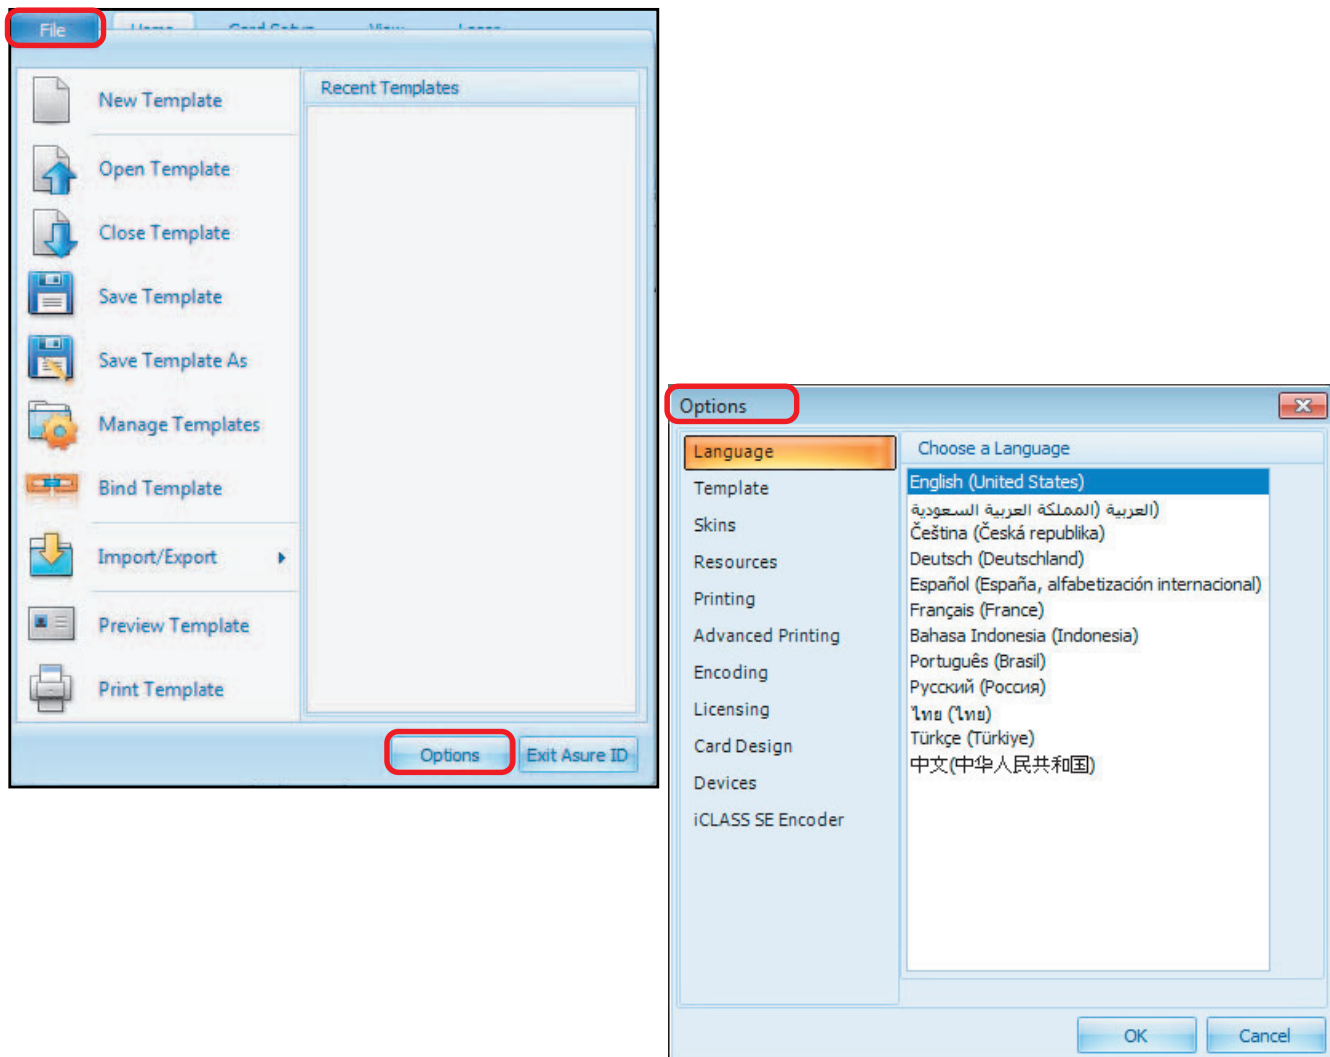 File
Home
Card Setup
View
New Template
Open Template
Close Template
Save Template
Save Template As
Manage Templates
Bind Template
Import/Export
Preview Template
Print Template
Recent Templates
Options
Exit Asure ID
Options
Language
Template
Skins
Resources
Printing
Advanced Printing
Encoding
Licensing
Card Design
Devices
iCLASS SE Encoder
Choose a Language
English (United States)
العربية (المملكة العربية السعودية)
Čeština (Česká republika)
Deutsch (Deutschland)
Español (España, alfabetización internacional)
Français (France)
Bahasa Indonesia (Indonesia)
Português (Brasil)
Русский (Россия)
ไทย (ไทย)
Türkçe (Türkiye)
中文(中华人民共和国)
OK
Cancel